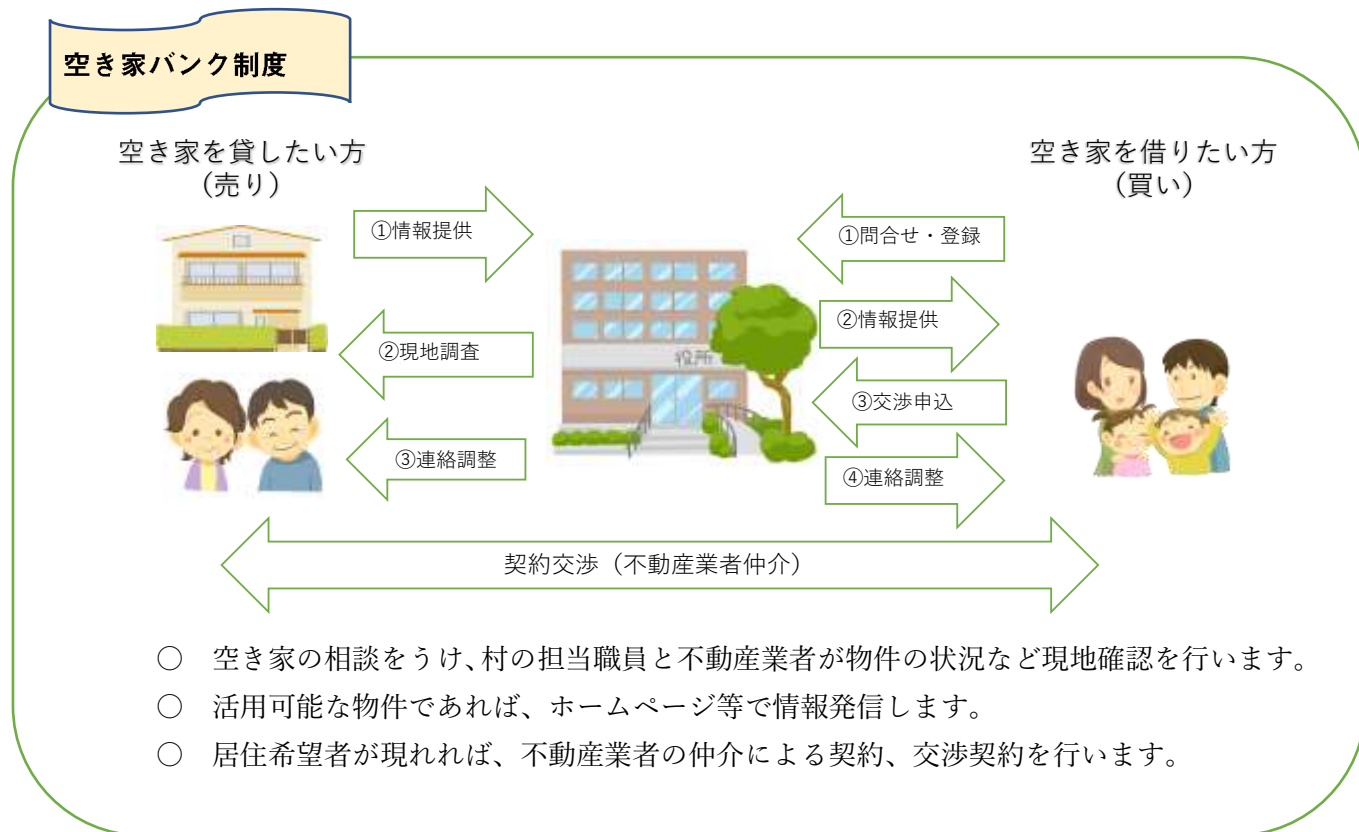 空き家バンク制度
空き家を貸したい方
(売り)
空き家を借りたい方
(買い)
①情報提供
②現地調査
③連絡調整
役所
①問合せ・登録
②情報提供
③交渉申込
④連絡調整
契約交渉（不動産業者仲介）
○　空き家の相談をうけ、村の担当職員と不動産業者が物件の状況など現地確認を行います。
○　活用可能な物件であれば、ホームページ等で情報発信します。
○　居住希望者が現れれば、不動産業者の仲介による契約、交渉契約を行います。